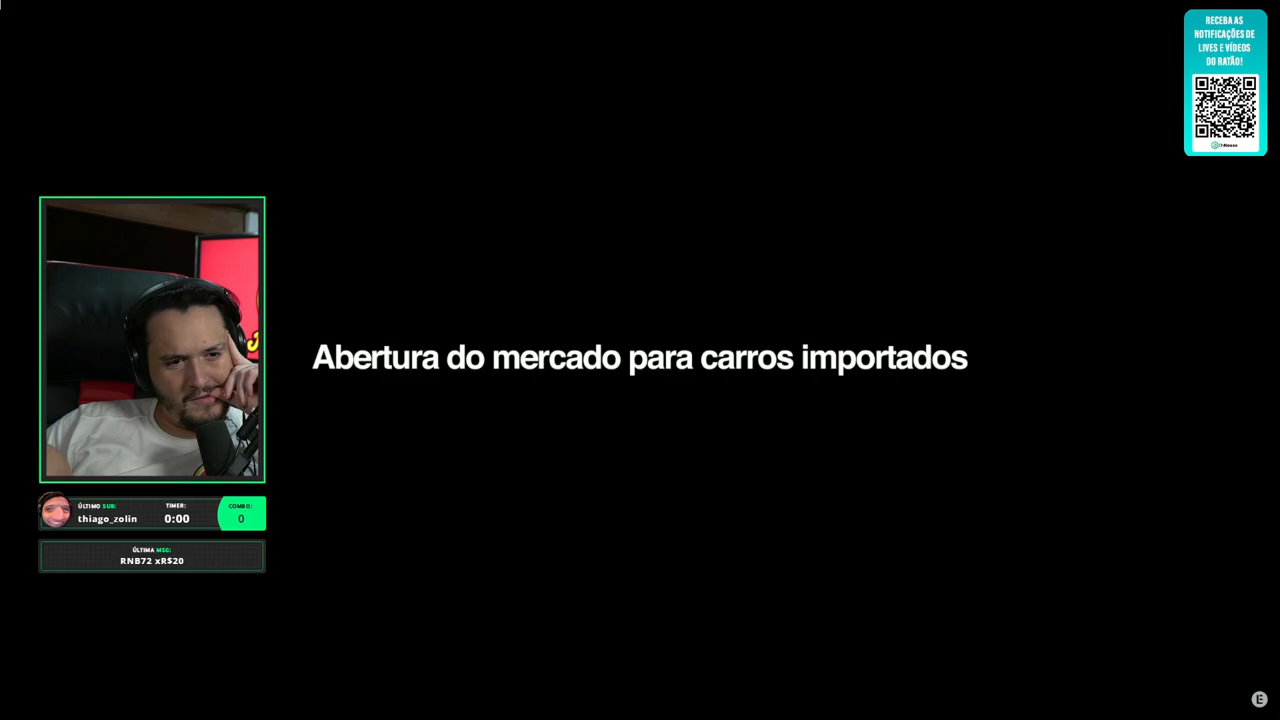 RECEBA AS
NOTIFICAÇÕES DE
LIVES E VÍDEOS
DO RATÃO!
Abertura do mercado para carros importados
ÚLTIMO SUB:
thiago_zolin
TIMER:
0:00
COMBO:
0
ÚLTIMA MSG:
RNB72 xR$20
E